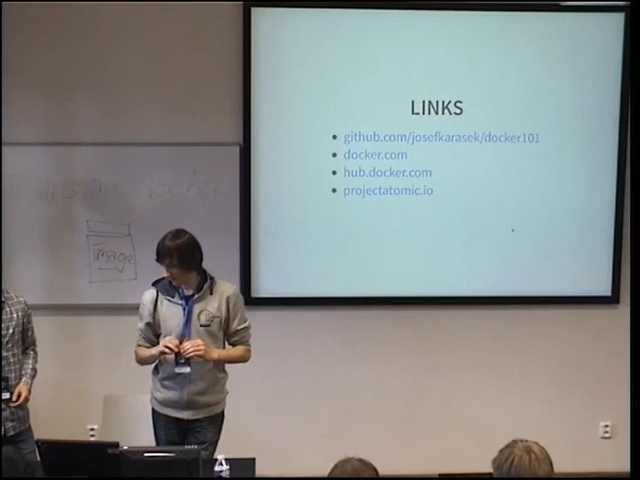 LINKS
github.com/josefkarasek/docker101
docker.com
hub.docker.com
projectatomic.io
Image